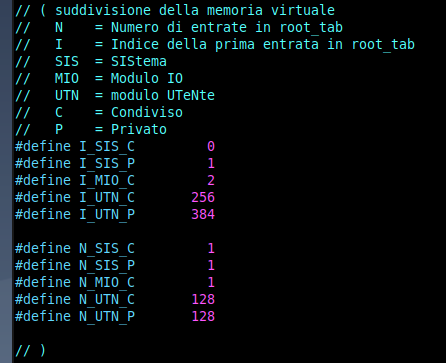 // ( suddivisione della memoria virtuale
//   N    = Numero di entrate in root_tab
//   I    = Indice della prima entrata in root_tab
//   SIS  = SIStema
//   MIO  = Modulo IO
//   UTN  = modulo UTeNte
//   C    = Condiviso
//   P    = Privato
#define I_SIS_C         0
#define I_SIS_P         1
#define I_MIO_C         2
#define I_UTN_C       256
#define I_UTN_P       384
#define N_SIS_C         1
#define N_SIS_P         1
#define N_MIO_C         1
#define N_UTN_C       128
#define N_UTN_P       128
// )